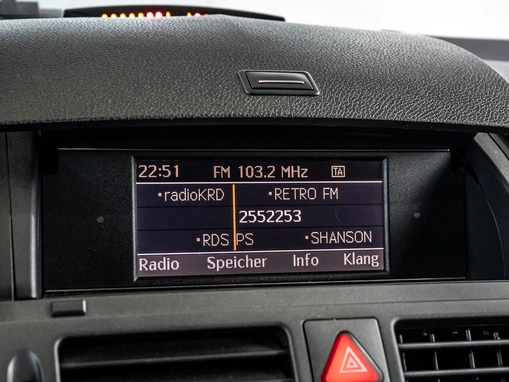 22:51 FM 103.2 MHz TA
•radioKRD •RETRO FM
2552253
•RDS PS •SHANSON
Radio Speicher Info Klang